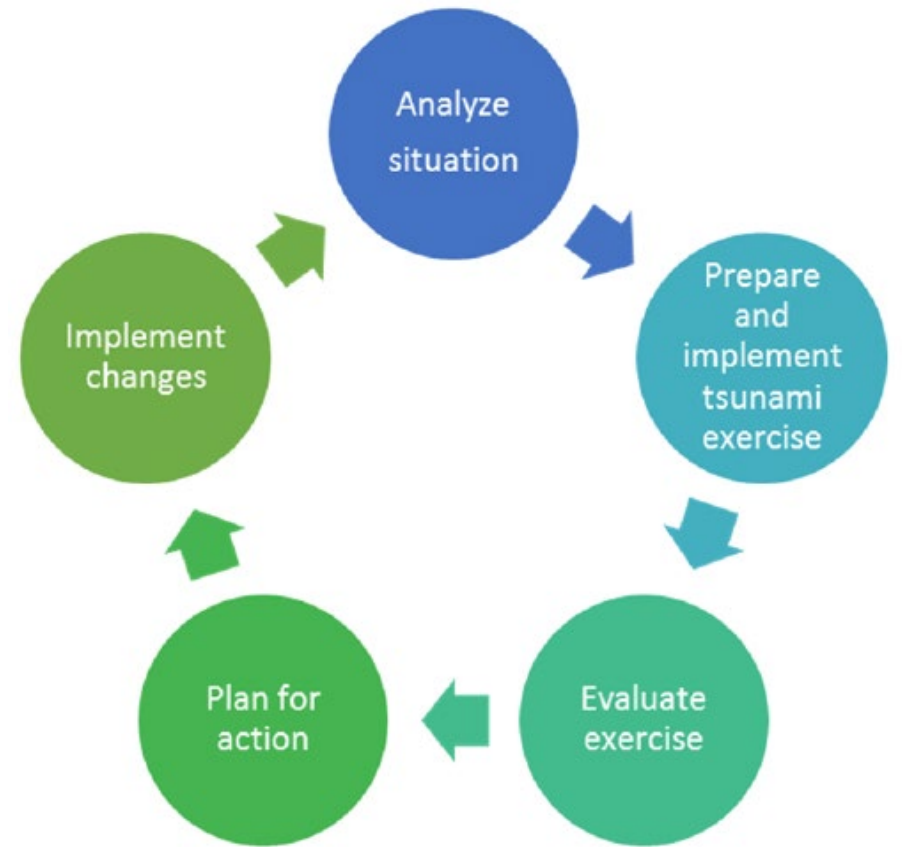 Analyze
situation
Prepare
and
implement
tsunami
exercise
Evaluate
exercise
Plan for
action
Implement
changes